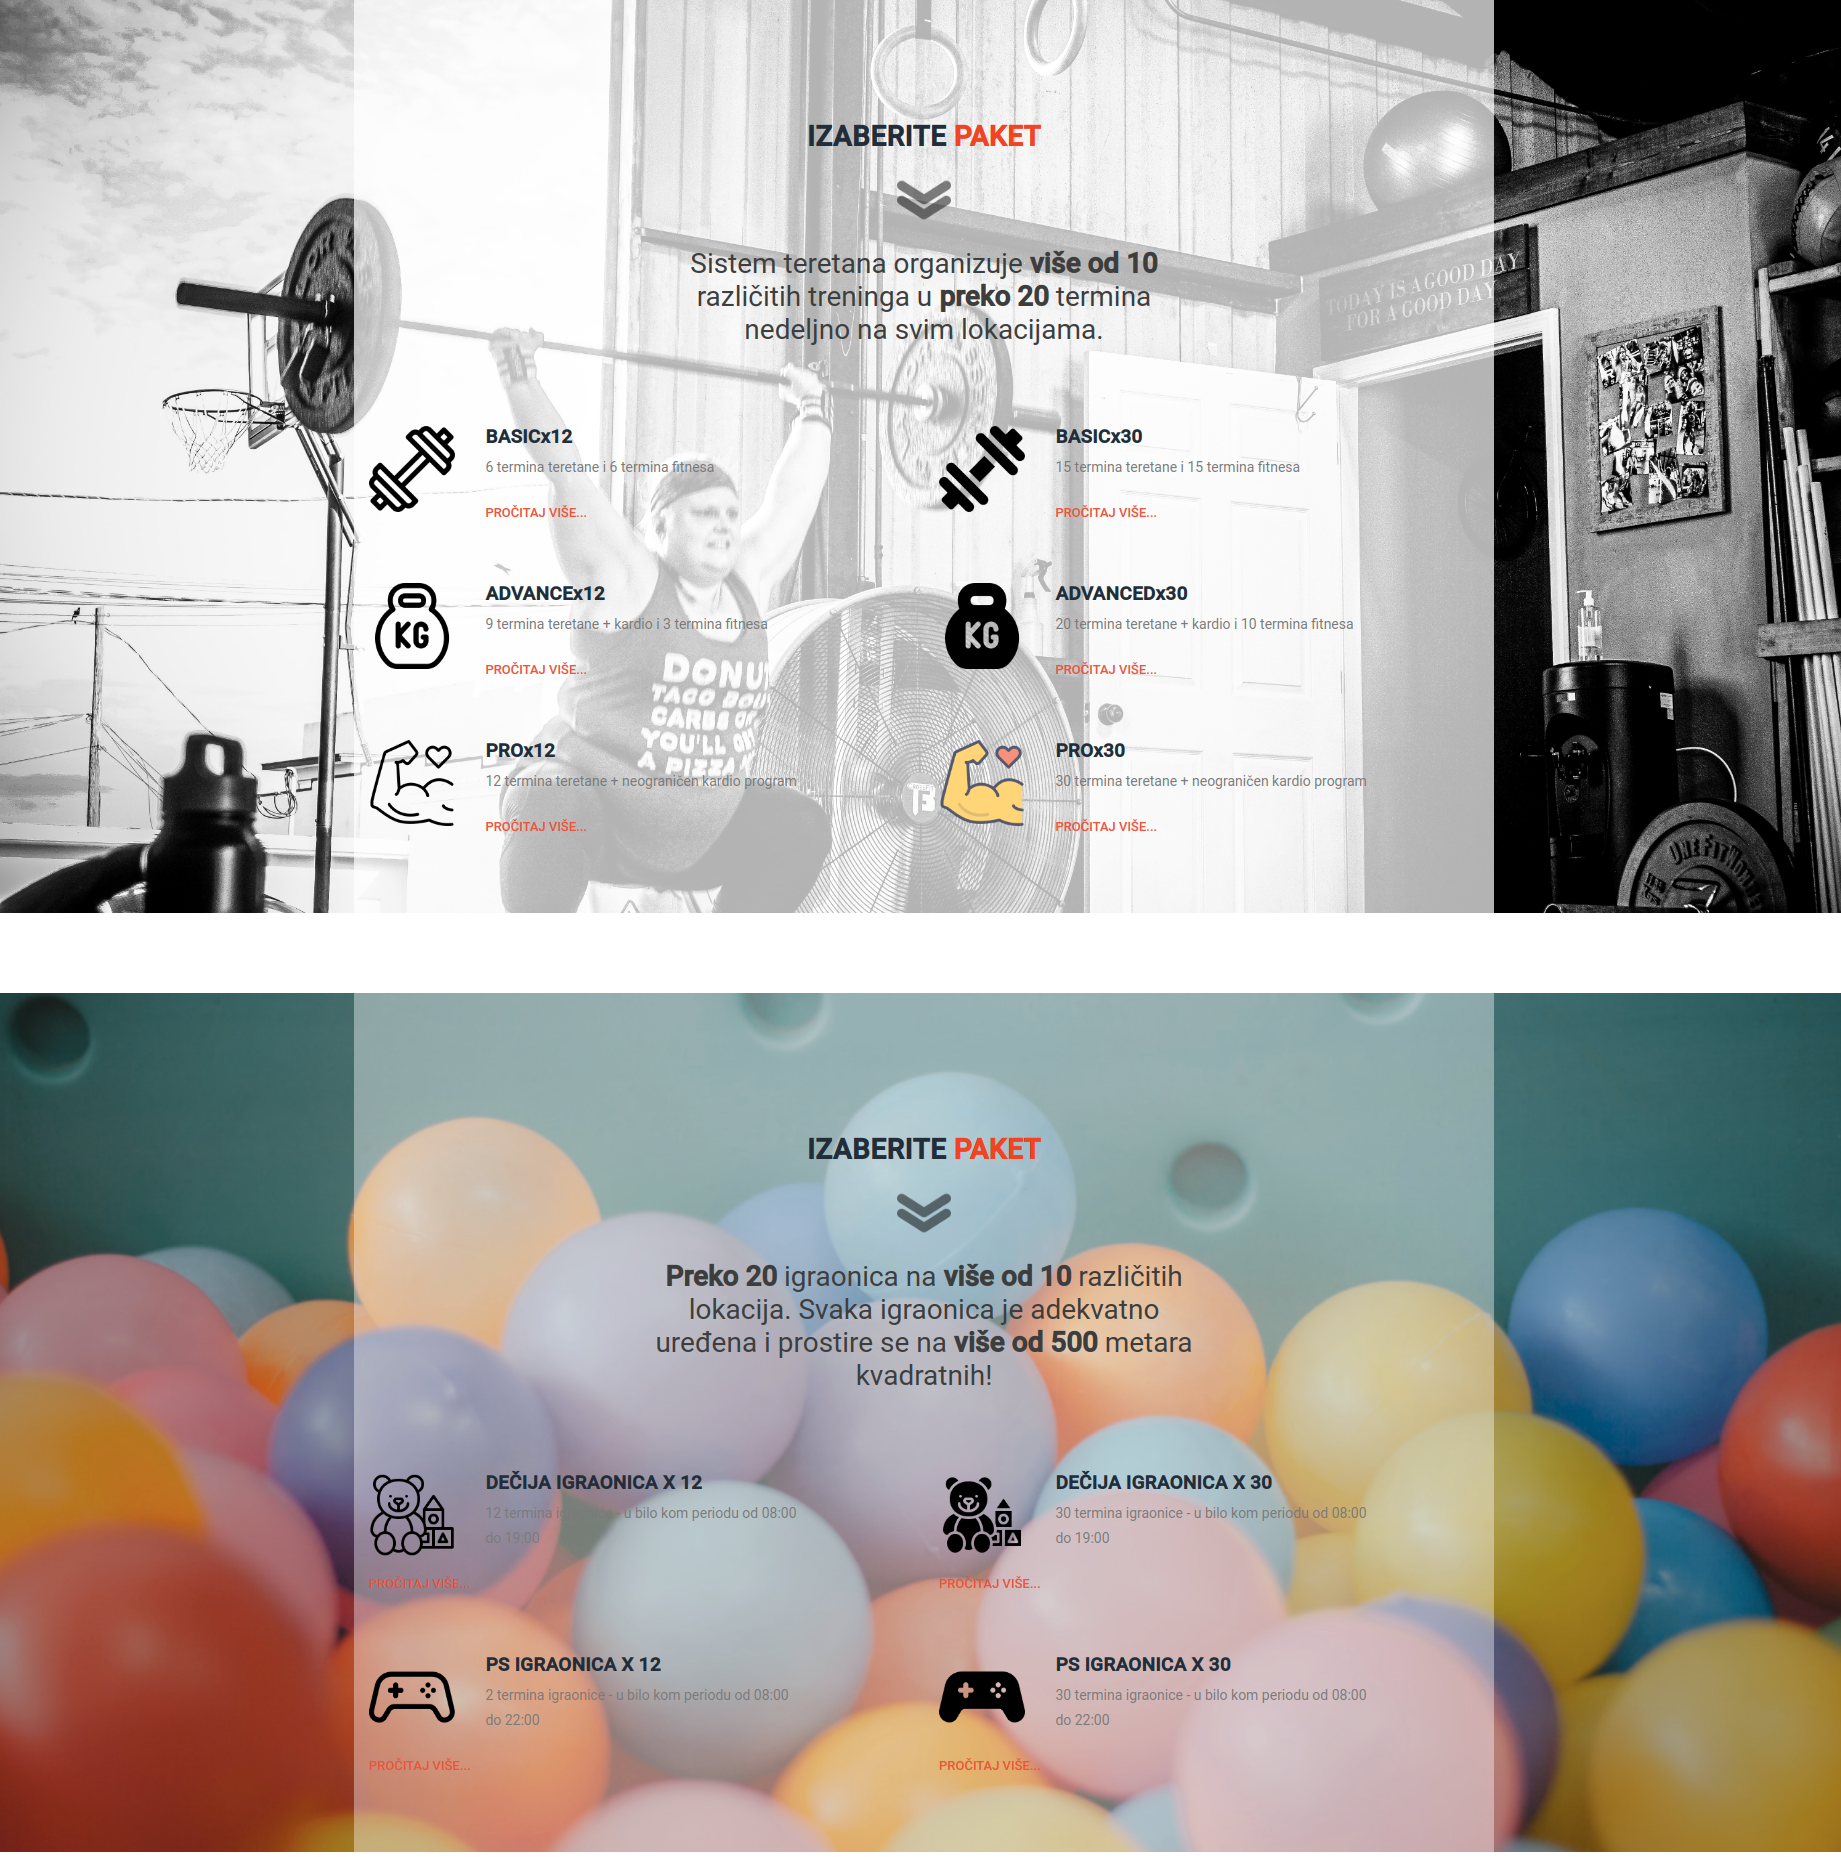 IZABERITE PAKET
TODAY IS A GOOD DAY
FOR A GOOD DAY
Sistem teretana organizuje više od 10
različitih treninga u preko 20 termina
nedeljno na svim lokacijama.
BASICx12
6 termina teretane i 6 termina fitnesa
PROČITAJ VIŠE...
BASICx30
15 termina teretane i 15 termina fitnesa
PROČITAJ VIŠE...
KG
ADVANCEx12
9 termina teretane + kardio i 3 termina fitnesa
PROČITAJ VIŠE...
KG
ADVANCEDx30
20 termina teretane + kardio i 10 termina fitnesa
PROČITAJ VIŠE...
DONUT
TACO
CARBS
YOU'LL
A PIZZA
PROx12
12 termina teretane + neograničen kardio program
PROČITAJ VIŠE...
PROx30
30 termina teretane + neograničen kardio program
PROČITAJ VIŠE...
IZABERITE PAKET
Preko 20 igraonica na više od 10 različitih
lokacija. Svaka igraonica je adekvatno
uređena i prostire se na više od 500 metara
kvadratnih!
DEČIJA IGRAONICA X 12
12 termina igraonice - u bilo kom periodu od 08:00
do 19:00
PROČITAJ VIŠE...
DEČIJA IGRAONICA X 30
30 termina igraonice - u bilo kom periodu od 08:00
do 19:00
PROČITAJ VIŠE...
PS IGRAONICA X 12
2 termina igraonice - u bilo kom periodu od 08:00
do 22:00
PROČITAJ VIŠE...
PS IGRAONICA X 30
30 termina igraonice - u bilo kom periodu od 08:00
do 22:00
PROČITAJ VIŠE...